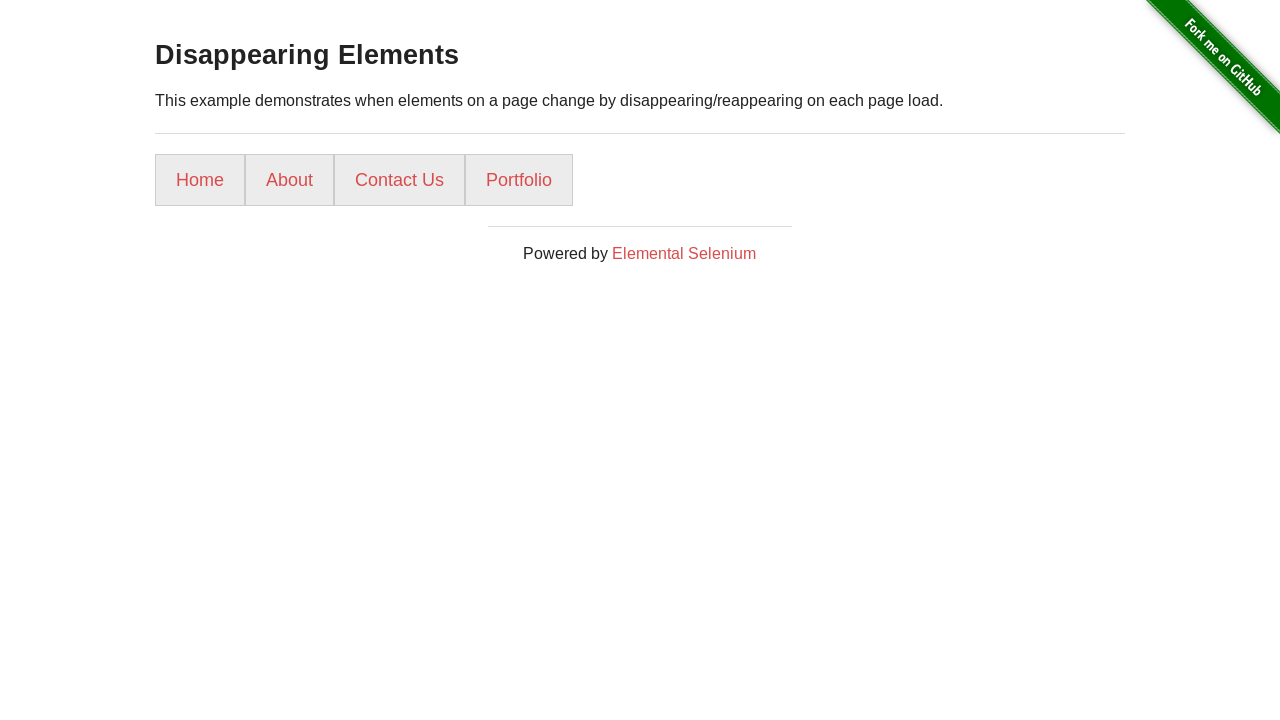 Disappearing Elements
Fork me on GitHub
This example demonstrates when elements on a page change by disappearing/reappearing on each page load.
Home About Contact Us Portfolio
Powered by Elemental Selenium